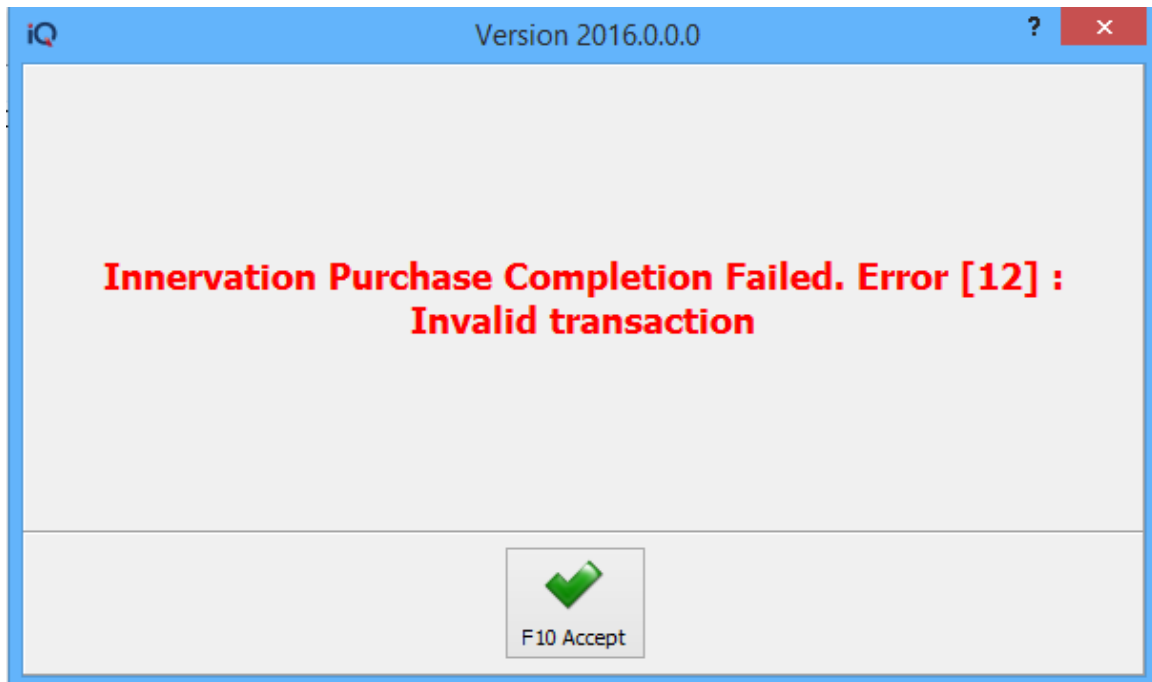 iQ
Version 2016.0.0.0
?
×
Innervation Purchase Completion Failed. Error [12] :
Invalid transaction
F10 Accept